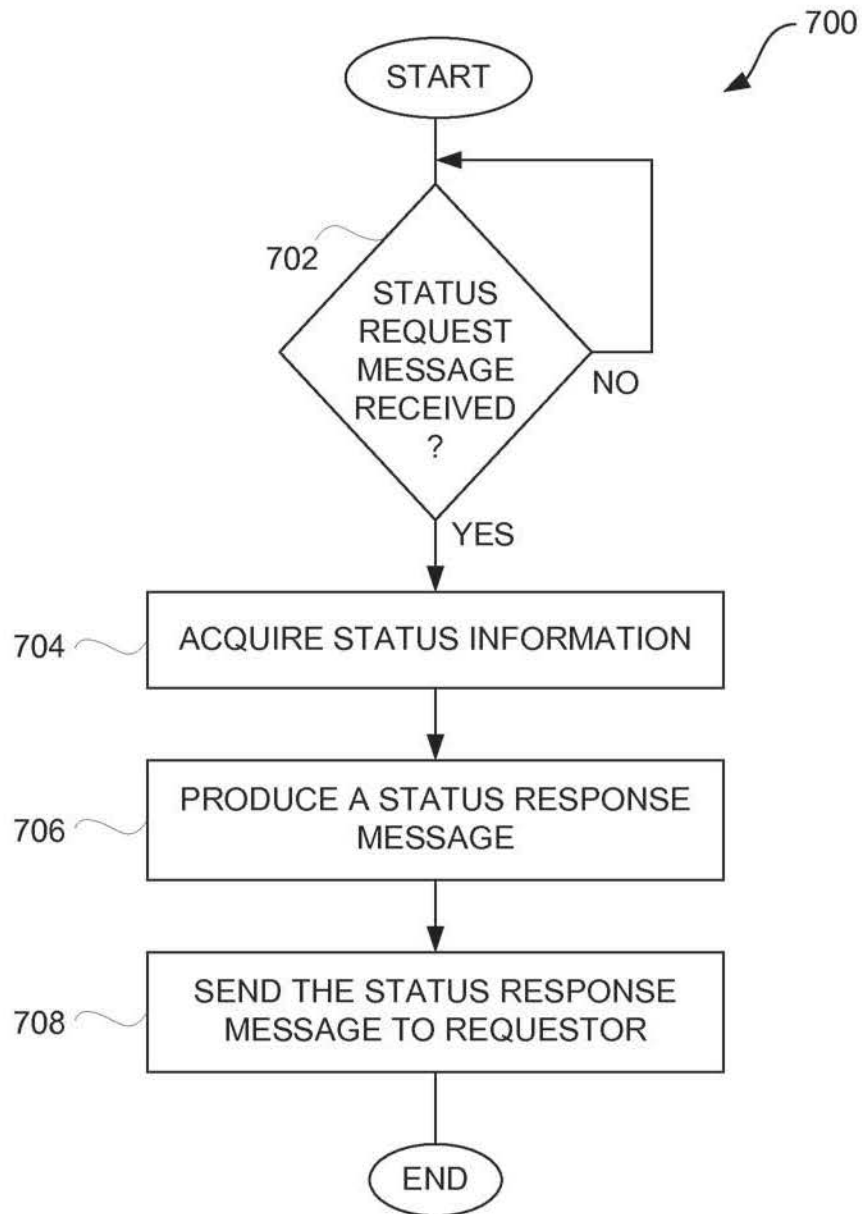 700
START
702
STATUS
REQUEST
MESSAGE
RECEIVED
?
NO
YES
704
ACQUIRE STATUS INFORMATION
706
PRODUCE A STATUS RESPONSE
MESSAGE
708
SEND THE STATUS RESPONSE
MESSAGE TO REQUESTOR
END